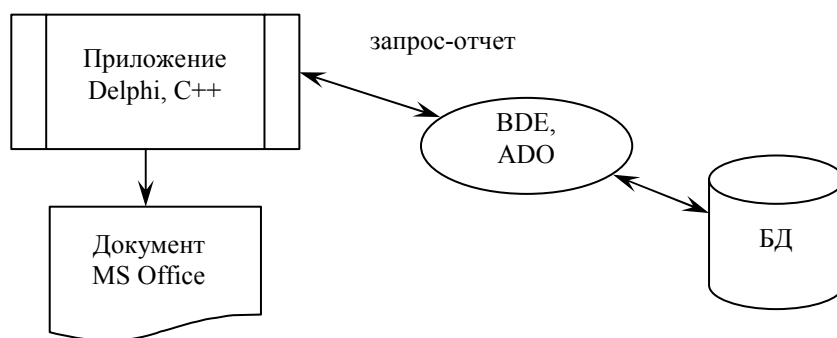 Приложение
Delphi, C++
запрос-отчет
BDE,
ADO
Документ
MS Office
БД